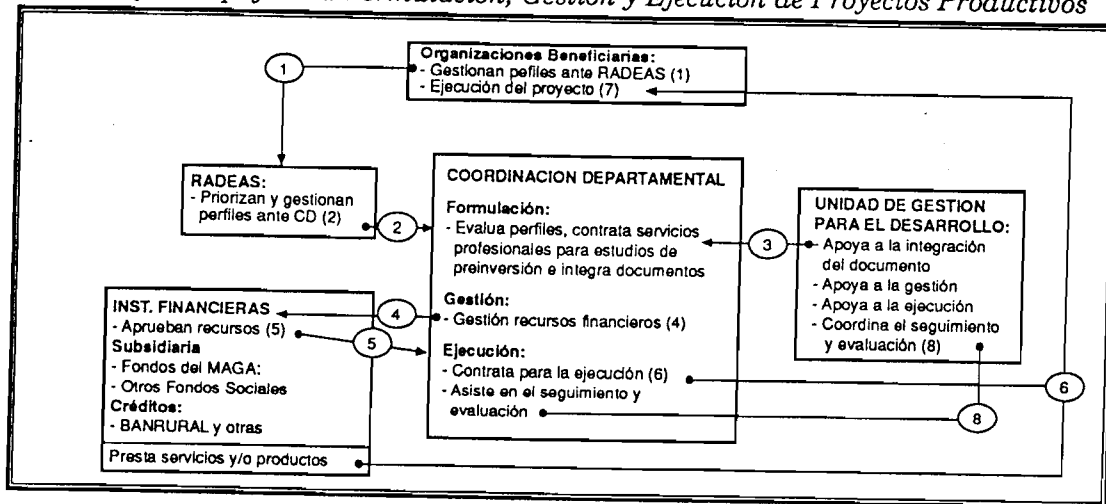 Formulación, Gestión y Ejecución de Proyectos Productivos
Organizaciones Beneficiarias:
- Gestionan pefiles ante RADEAS (1)
- Ejecución del proyecto (7)
1
RADEAS:
- Priorizan y gestionan
perfiles ante CD (2)
2
COORDINACION DEPARTAMENTAL
Formulación:
- Evalua perfiles, contrata servicios
profesionales para estudios de
preinversión e integra documentos
Gestión:
- Gestión recursos financieros (4)
Ejecución:
- Contrata para la ejecución (6)
- Asiste en el seguimiento y
evaluación
3
UNIDAD DE GESTION
PARA EL DESARROLLO:
- Apoya a la integración
del documento
- Apoya a la gestión
- Apoya a la ejecución
- Coordina el seguimiento
y evaluación (8)
INST. FINANCIERAS
- Aprueban recursos (5)
Subsidiaria
- Fondos del MAGA:
- Otros Fondos Sociales
Créditos:
- BANRURAL y otras
Presta servicios y/o productos
4
5
6
8